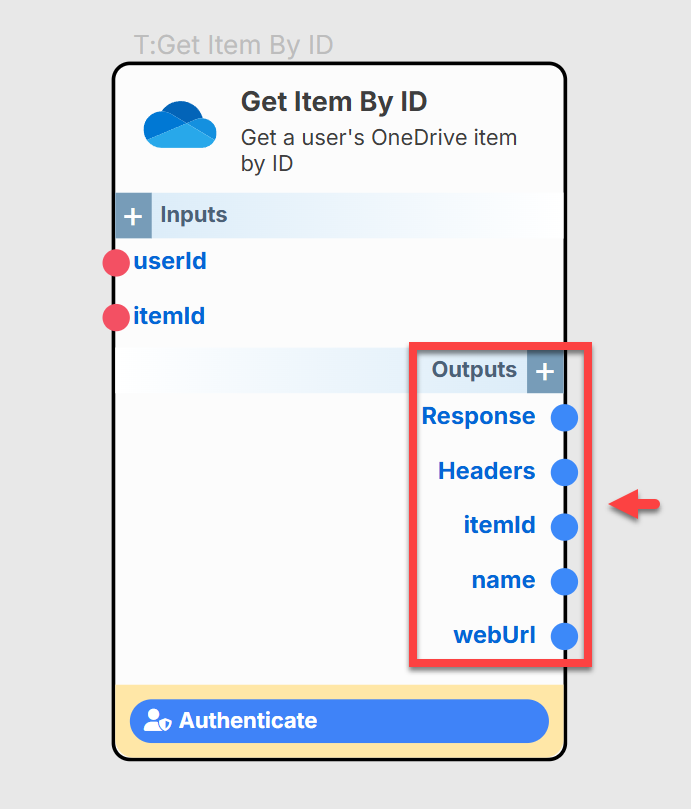 T:Get Item By ID
Get Item By ID
Get a user's OneDrive item
by ID
+ Inputs
userId
itemId
Outputs +
Response
Headers
itemId
name
webUrl
Authenticate